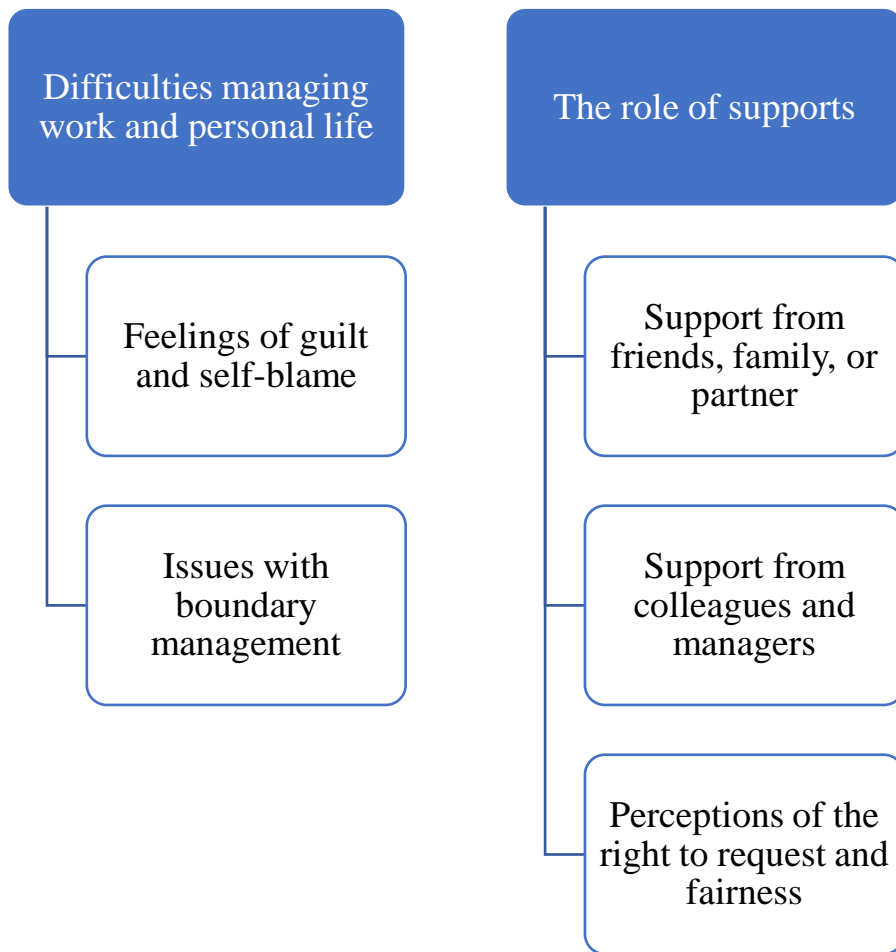 Difficulties managing
work and personal life
Feelings of guilt
and self-blame
Issues with
boundary
management
The role of supports
Support from
friends, family, or
partner
Support from
colleagues and
managers
Perceptions of the
right to request and
fairness